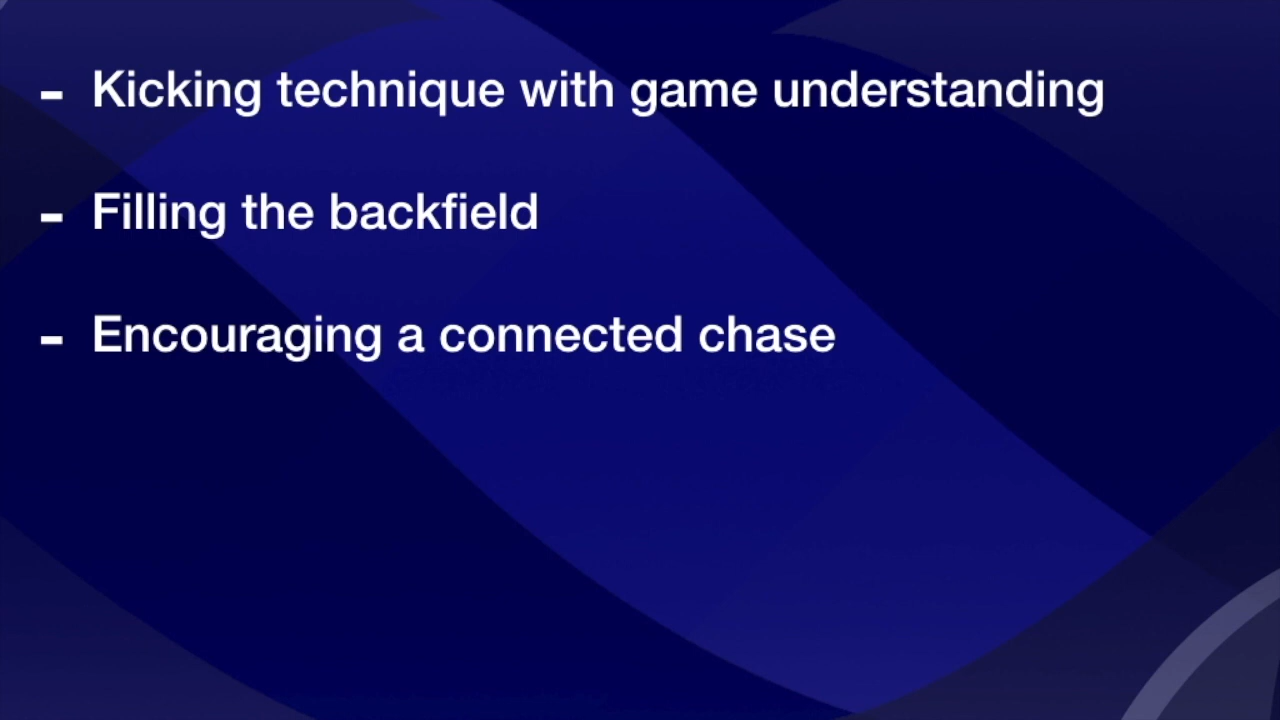 - Kicking technique with game understanding
- Filling the backfield
- Encouraging a connected chase